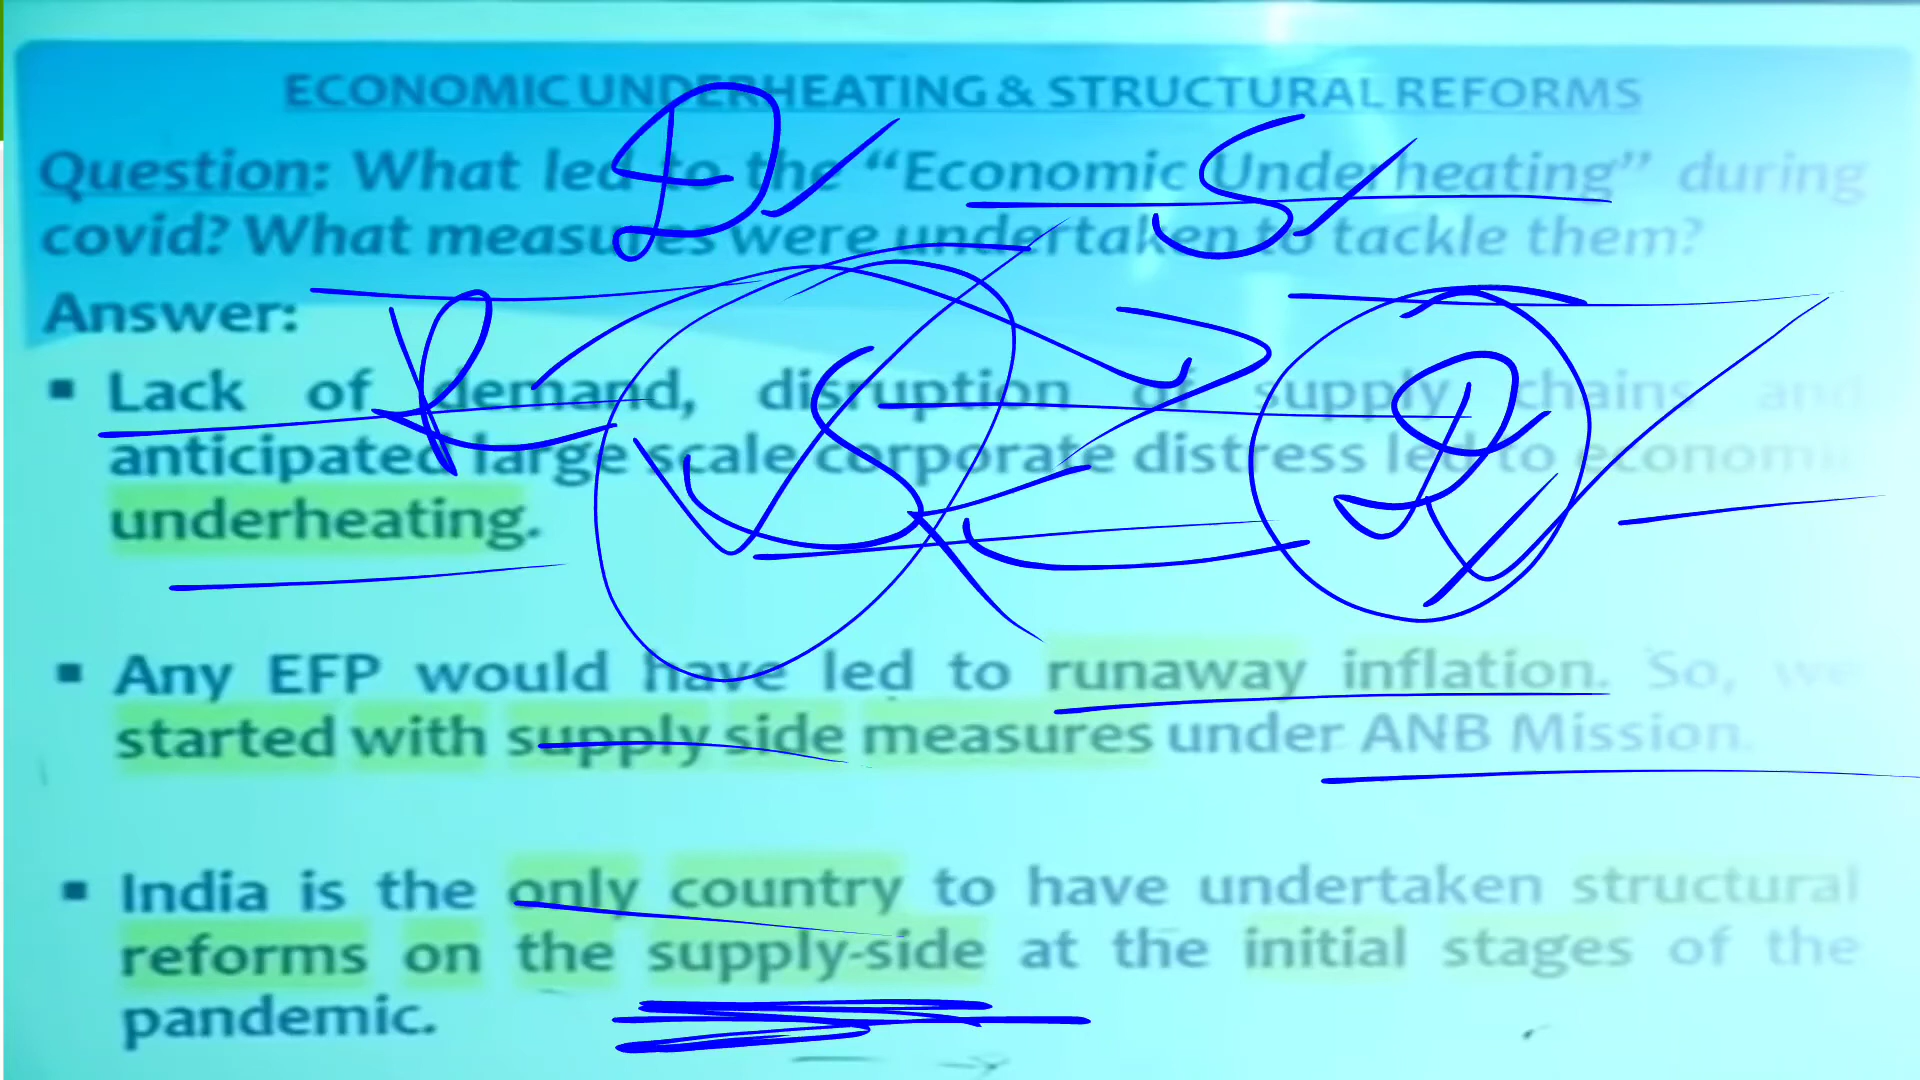 ECONOMIC UNDERHEATING & STRUCTURAL REFORMS
Question: What led to the “Economic Underheating” during
covid? What measures were undertaken to tackle them?
D S
Answer:
▪ Lack of demand, disruption of supply chains and
anticipated large scale corporate distress led to economic
underheating.
S D
▪ Any EFP would have led to runaway inflation. So, we
started with supply side measures under ANB Mission.
▪ India is the only country to have undertaken structural
reforms on the supply-side at the initial stages of the
pandemic.